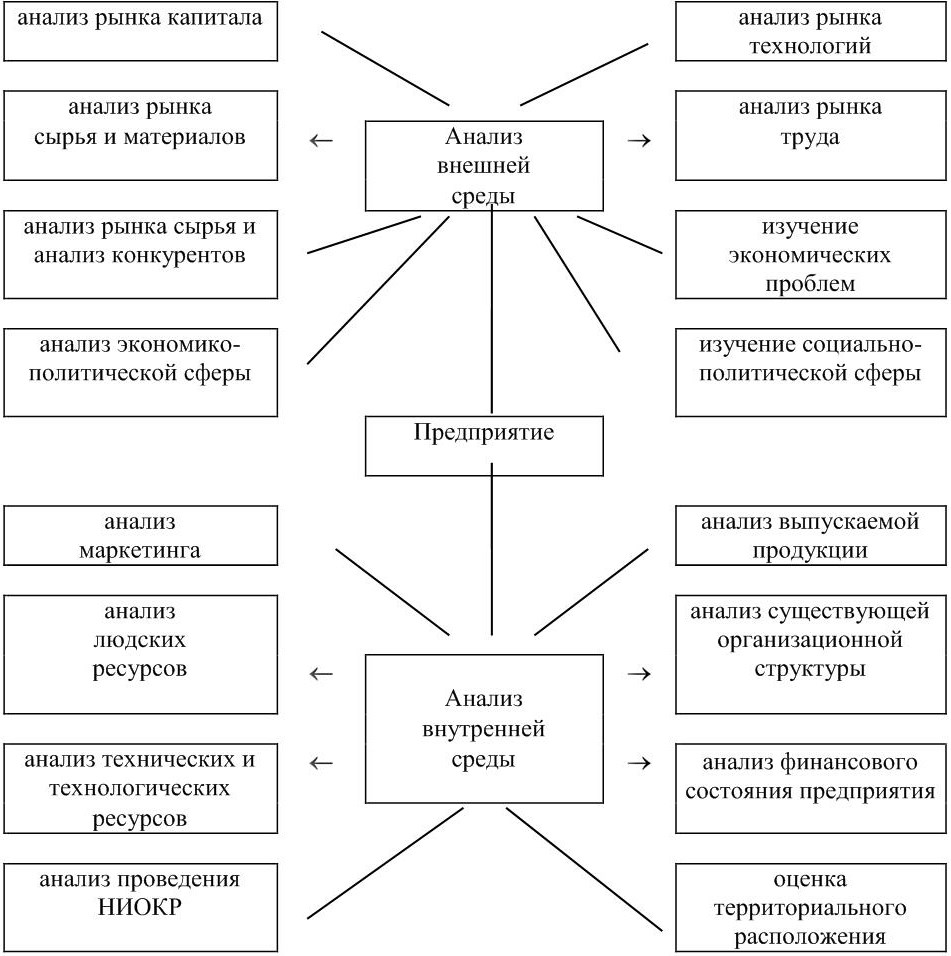 анализ рынка капитала
анализ рынка
технологий
анализ рынка
сырья и материалов
Анализ
внешней
среды
анализ рынка
труда
анализ рынка сырья и
анализ конкурентов
изучение
экономических
проблем
анализ экономико-
политической сферы
изучение социально-
политической сферы
Предприятие
анализ
маркетинга
анализ выпускаемой
продукции
анализ
людских
ресурсов
анализ существующей
организационной
структуры
Анализ
внутренней
среды
анализ технических и
технологических
ресурсов
анализ финансового
состояния предприятия
анализ проведения
НИОКР
оценка
территориального
расположения